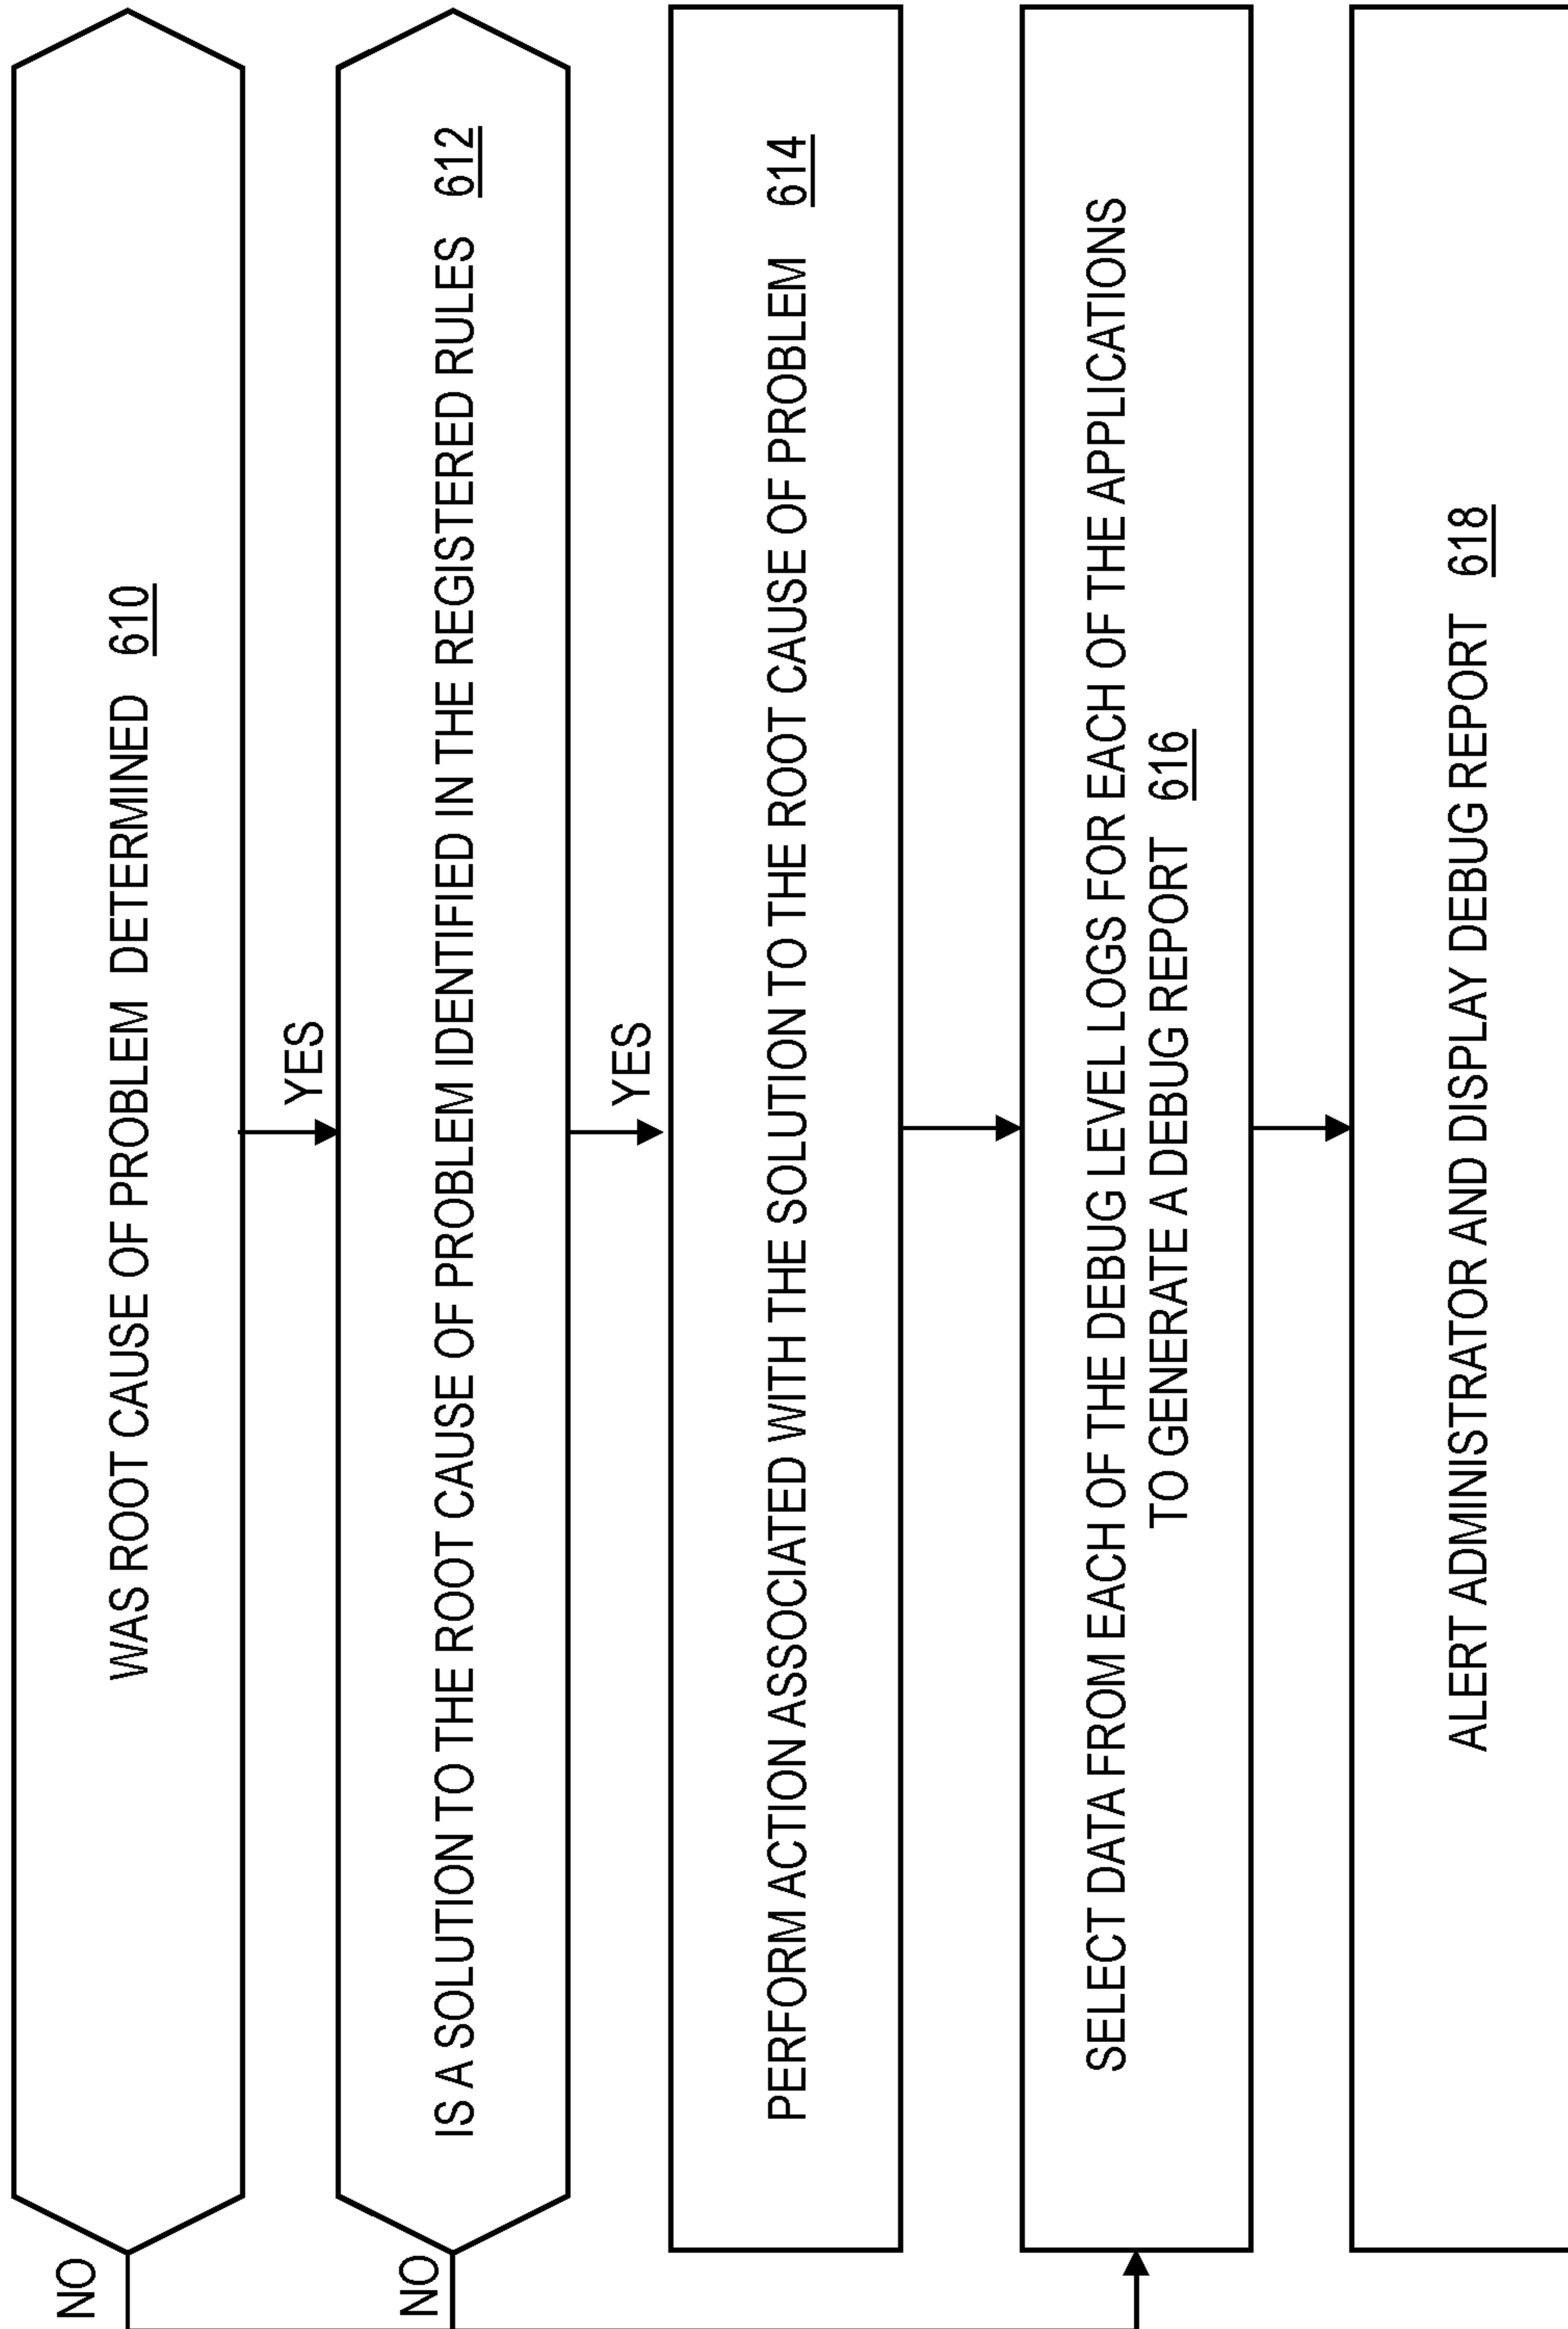 WAS ROOT CAUSE OF PROBLEM DETERMINED 610
NO
YES
IS A SOLUTION TO THE ROOT CAUSE OF PROBLEM IDENTIFIED IN THE REGISTERED RULES 612
NO
YES
PERFORM ACTION ASSOCIATED WITH THE SOLUTION TO THE ROOT CAUSE OF PROBLEM 614
SELECT DATA FROM EACH OF THE DEBUG LEVEL LOGS FOR EACH OF THE APPLICATIONS
TO GENERATE A DEBUG REPORT 616
ALERT ADMINISTRATOR AND DISPLAY DEBUG REPORT 618